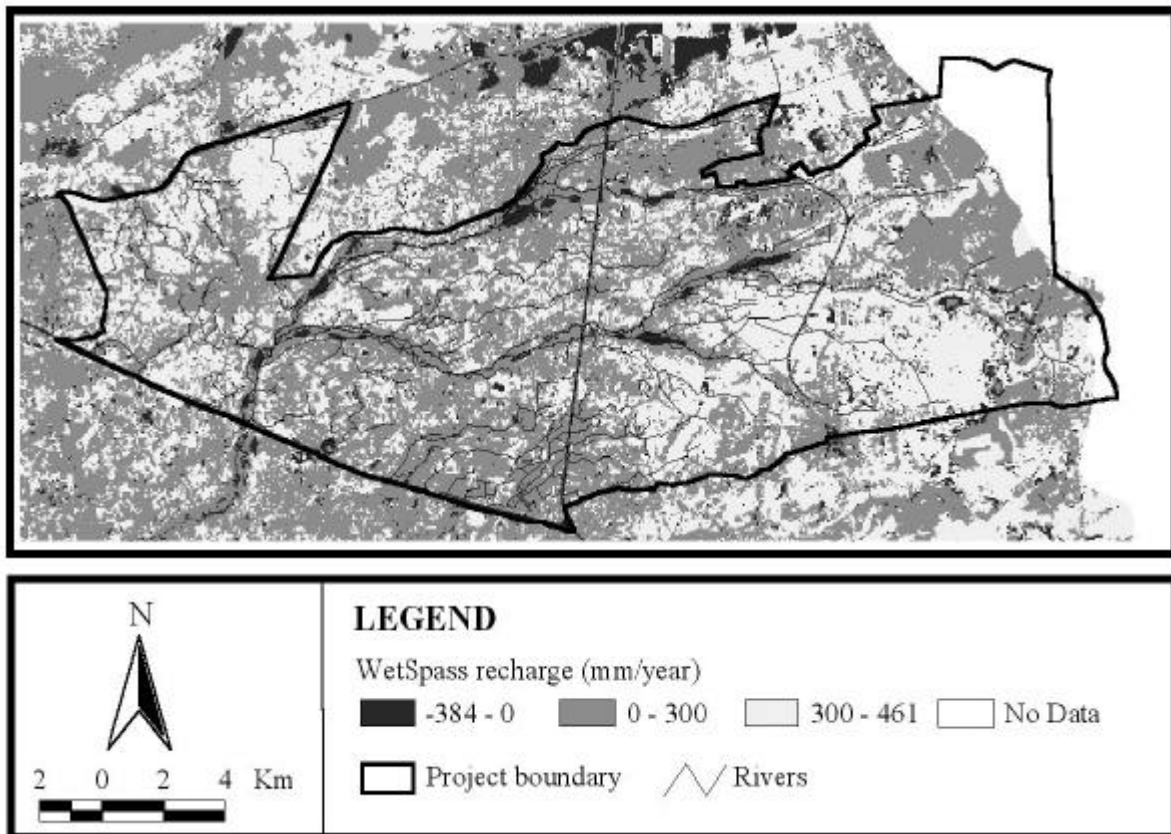 N
2 0 2 4 Km
LEGEND
WetSpass recharge (mm/year)
-384 - 0 0 - 300 300 - 461 No Data
Project boundary Rivers